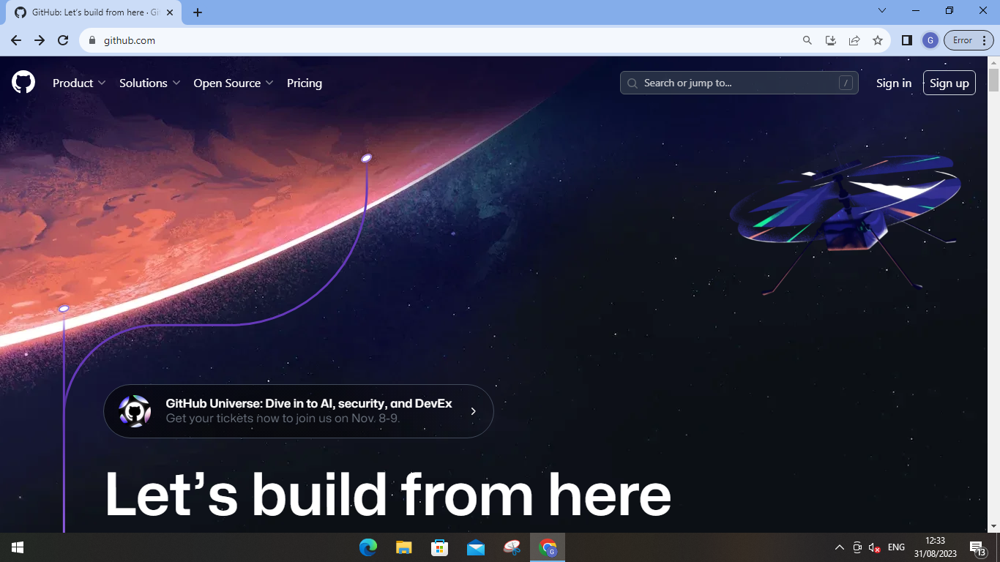 GitHub: Let's build from here · Gi
github.com
G
Error
Product
Solutions
Open Source
Pricing
Search or jump to...
/
Sign in
Sign up
GitHub Universe: Dive in to AI, security, and DevEx
Get your tickets now to join us on Nov. 8-9.
Let's build from here
G
ENG
12:33
31/08/2023
13